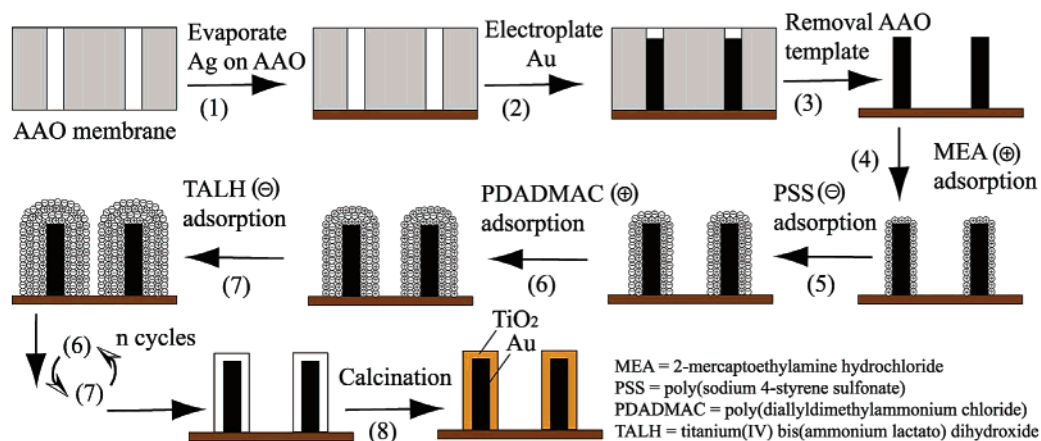 Evaporate
Ag on AAO
(1)
AAO membrane
Electroplate
Au
(2)
Removal AAO
template
(3)
(4)
MEA (⊕)
adsorption
PSS (⊖)
adsorption
(5)
PDADMAC (⊕)
adsorption
(6)
TALH (⊖)
adsorption
(7)
(6)
n cycles
(7)
Calcination
(8)
TiO₂
Au
MEA = 2-mercaptoethylamine hydrochloride
PSS = poly(sodium 4-styrene sulfonate)
PDADMAC = poly(diallyldimethylammonium chloride)
TALH = titanium(IV) bis(ammonium lactato) dihydroxide